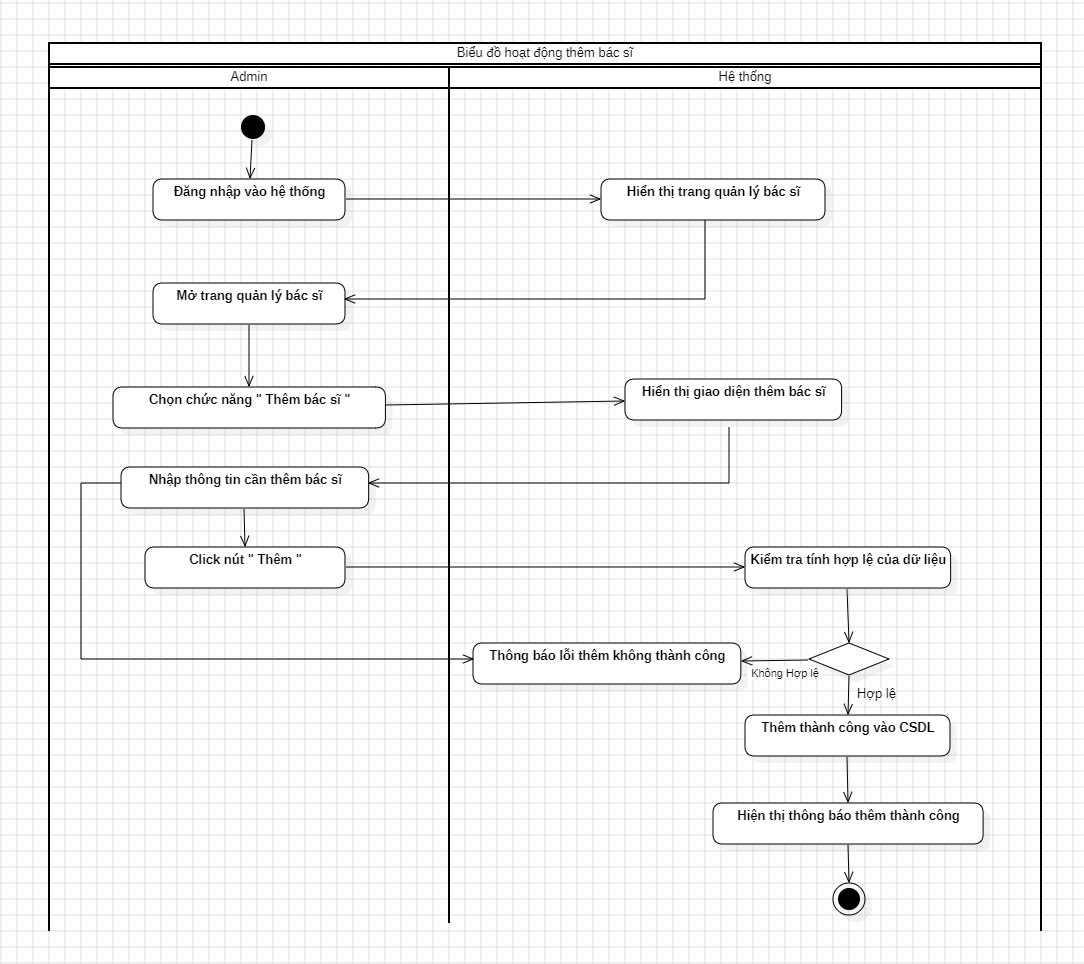 Biểu đồ hoạt động thêm bác sĩ
Admin
Hệ thống
Đăng nhập vào hệ thống
Hiển thị trang quản lý bác sĩ
Mở trang quản lý bác sĩ
Chọn chức năng " Thêm bác sĩ "
Hiển thị giao diện thêm bác sĩ
Nhập thông tin cần thêm bác sĩ
Click nút " Thêm "
Kiểm tra tính hợp lệ của dữ liệu
Thông báo lỗi thêm không thành công
Không Hợp lệ
Hợp lệ
Thêm thành công vào CSDL
Hiện thị thông báo thêm thành công